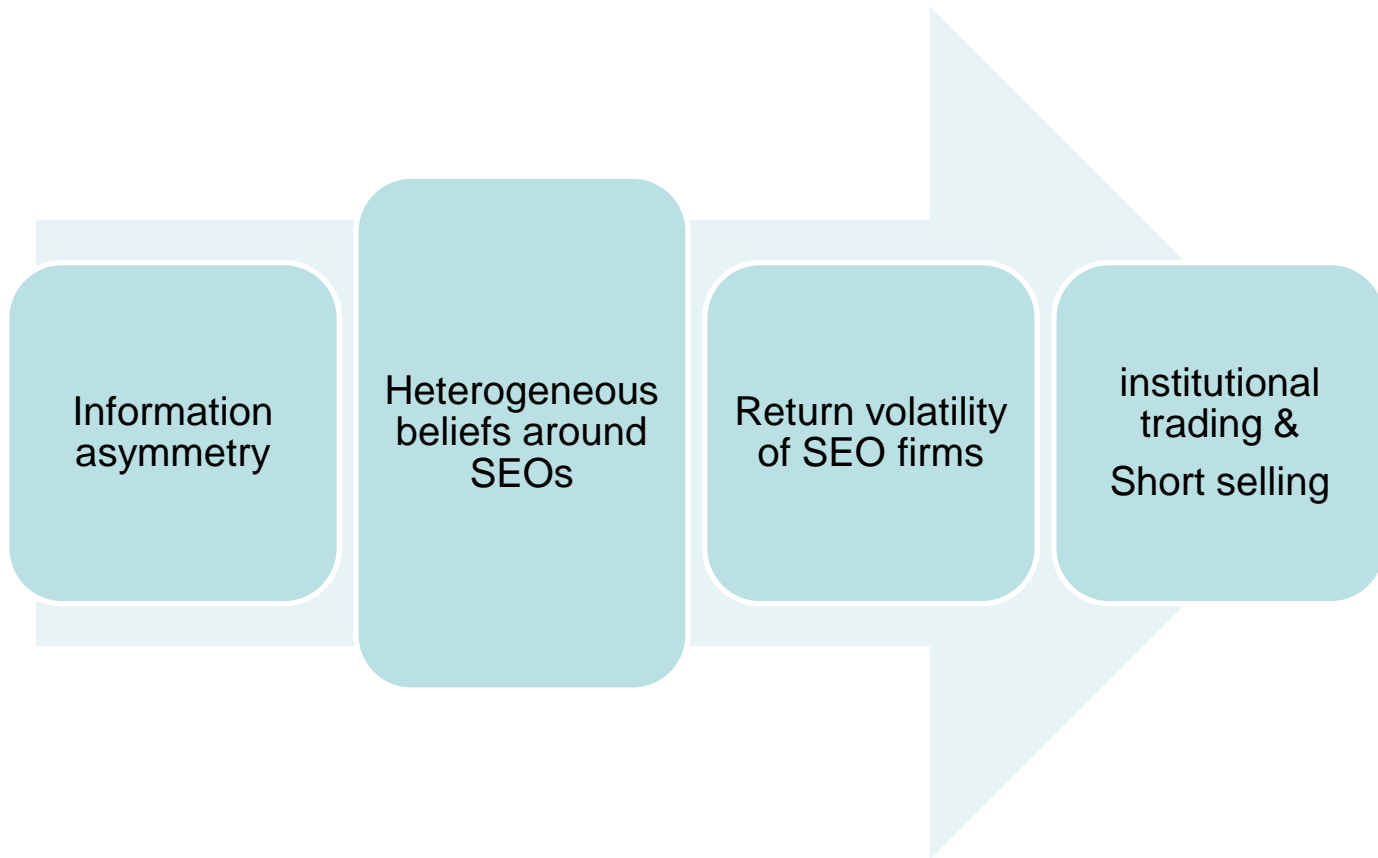 Information
asymmetry
Heterogeneous
beliefs around
SEOs
Return volatility
of SEO firms
institutional
trading &
Short selling